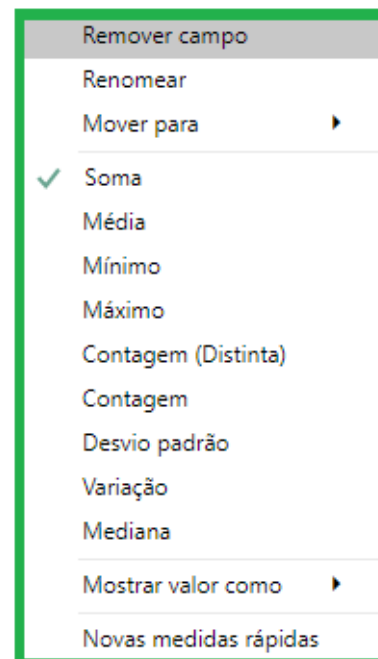 Remover campo
Renomear
Mover para
Soma
Média
Mínimo
Máximo
Contagem (Distinta)
Contagem
Desvio padrão
Variação
Mediana
Mostrar valor como
Novas medidas rápidas